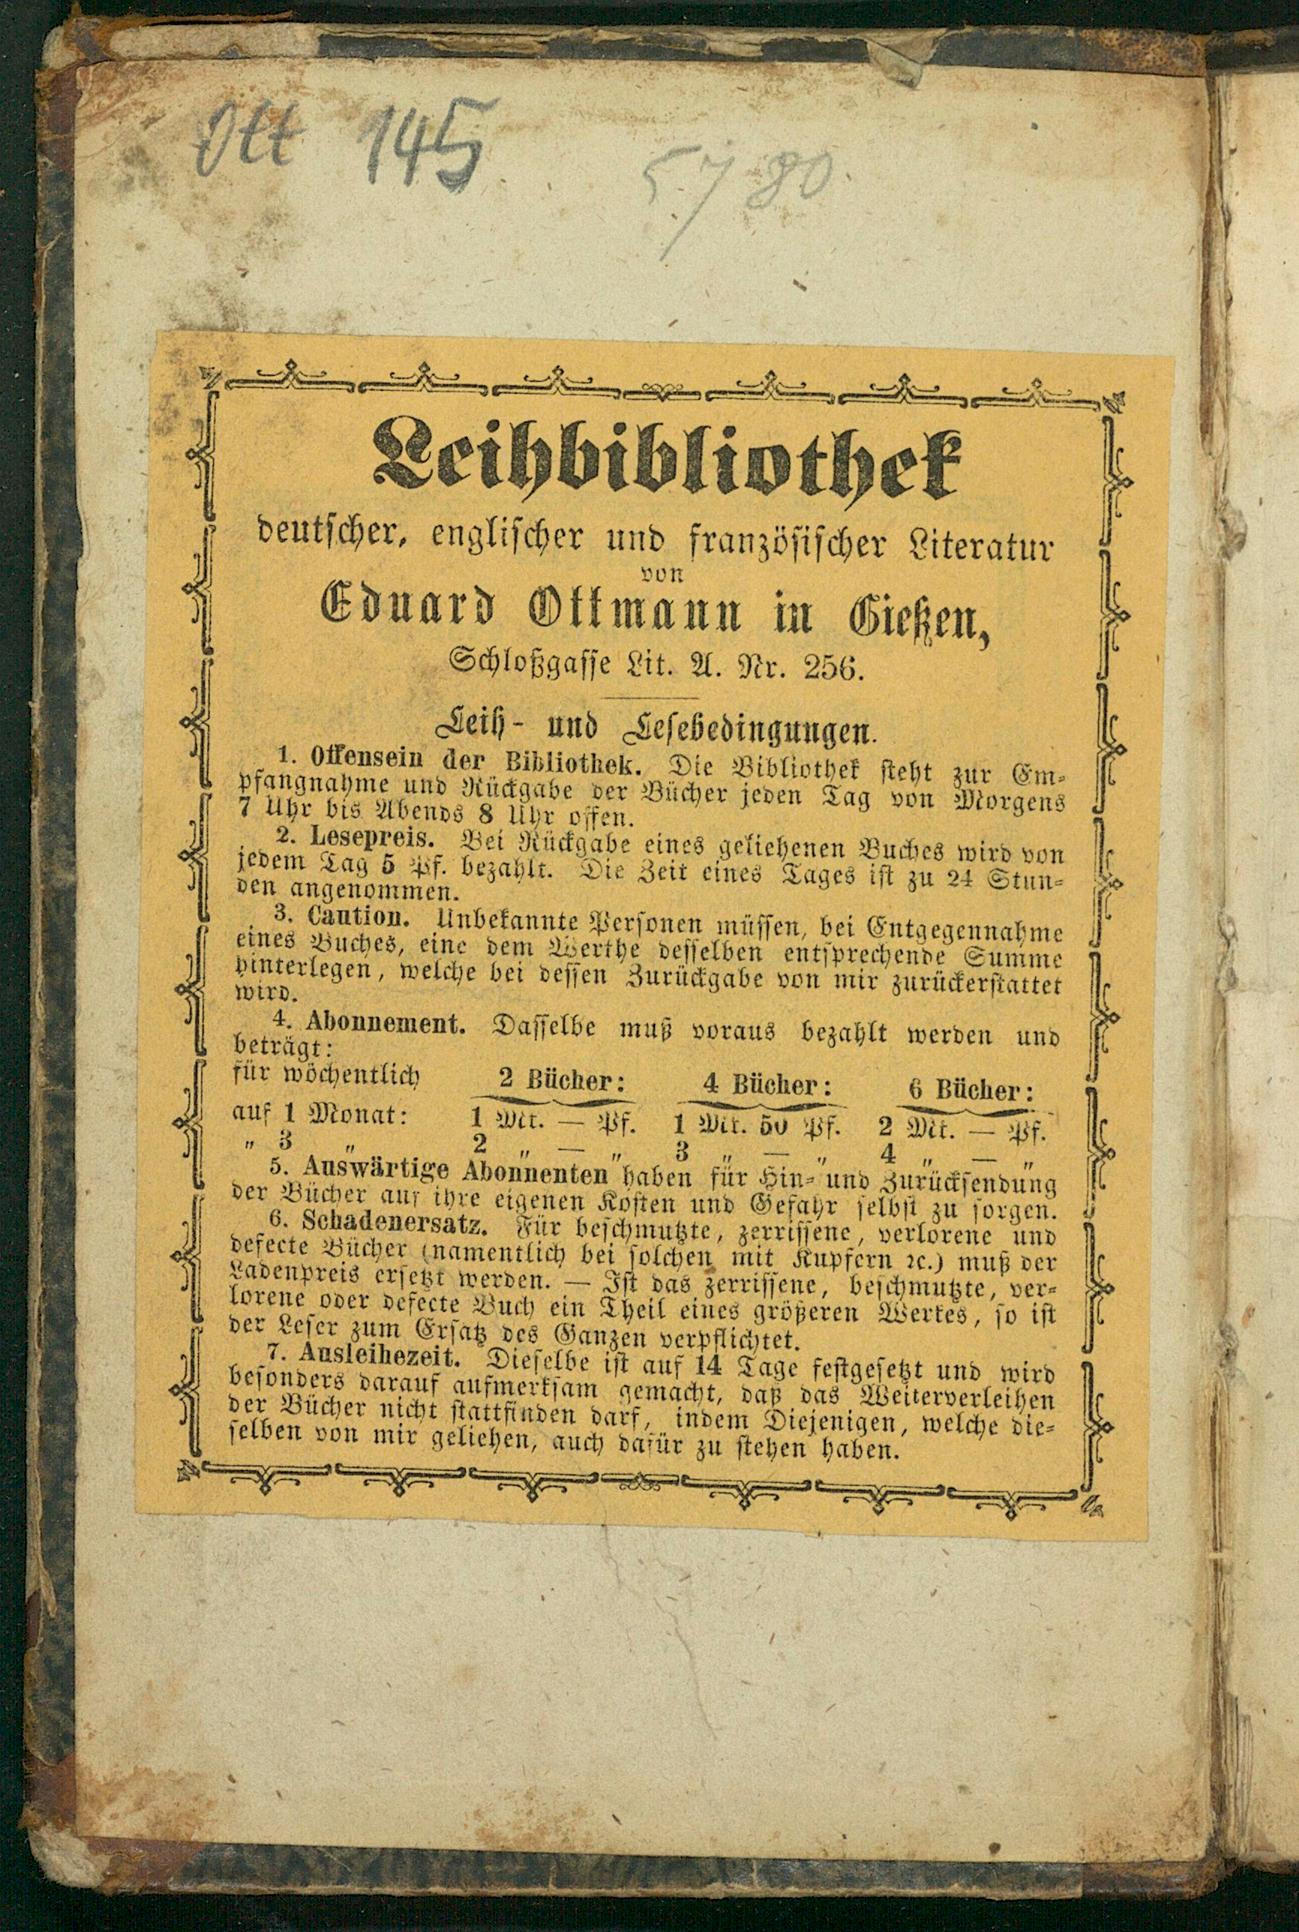 Ott 145
5780.
Leihbibliothek
deutscher, englischer und französischer Literatur
von
Eduard Ottmann in Gießen,
Schloßgasse Lit. A. Nr. 256.
Leih- und Lesebedingungen.
1. Offensein der Bibliothek. Die Bibliothek steht zur Em-
pfangnahme und Rückgabe der Bücher jeden Tag von Morgens
7 Uhr bis Abends 8 Uhr offen.
2. Lesepreis. Bei Rückgabe eines geliehenen Buches wird von
jedem Tag 5 Pf. bezahlt. Die Zeit eines Tages ist zu 24 Stun-
den angenommen.
3. Caution. Unbekannte Personen müssen, bei Entgegennahme
eines Buches, eine dem Werthe desselben entsprechende Summe
hinterlegen, welche bei dessen Zurückgabe von mir zurückerstattet
wird.
4. Abonnement. Dasselbe muß voraus bezahlt werden und
beträgt:
für wöchentlich 2 Bücher: 4 Bücher: 6 Bücher:
auf 1 Monat: 1 Mk. — Pf. 1 Mk. 50 Pf. 2 Mk. — Pf.
„ 3 „ 2 „ — „ 3 „ — „ 4 „ — „
5. Auswärtige Abonnenten haben für Hin- und Zurücksendung
der Bücher auf ihre eigenen Kosten und Gefahr selbst zu sorgen.
6. Schadenersatz. Für beschmutzte, zerrissene, verlorene und
defecte Bücher (namentlich bei solchen mit Kupfern ꝛc.) muß der
Ladenpreis ersetzt werden. — Ist das zerrissene, beschmutzte, ver-
lorene oder defecte Buch ein Theil eines größeren Werkes, so ist
der Leser zum Ersatz des Ganzen verpflichtet.
7. Ausleihezeit. Dieselbe ist auf 14 Tage festgesetzt und wird
besonders darauf aufmerksam gemacht, daß das Weiterverleihen
der Bücher nicht stattfinden darf, indem Diejenigen, welche die-
selben von mir geliehen, auch dafür zu stehen haben.